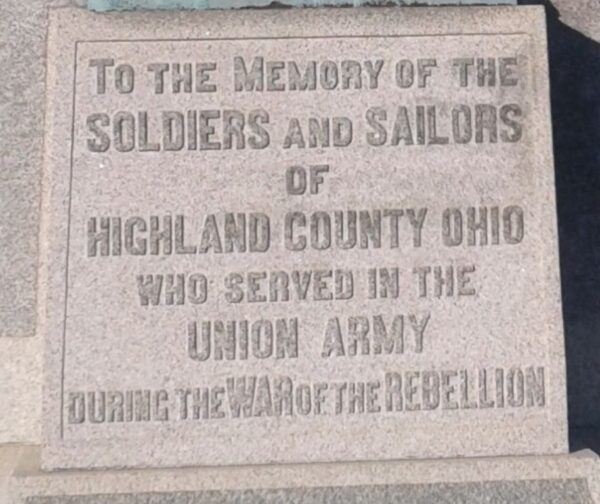 TO THE MEMORY OF THE
SOLDIERS AND SAILORS
OF
HIGHLAND COUNTY OHIO
WHO SERVED IN THE
UNION ARMY
DURING THE WAR OF THE REBELLION